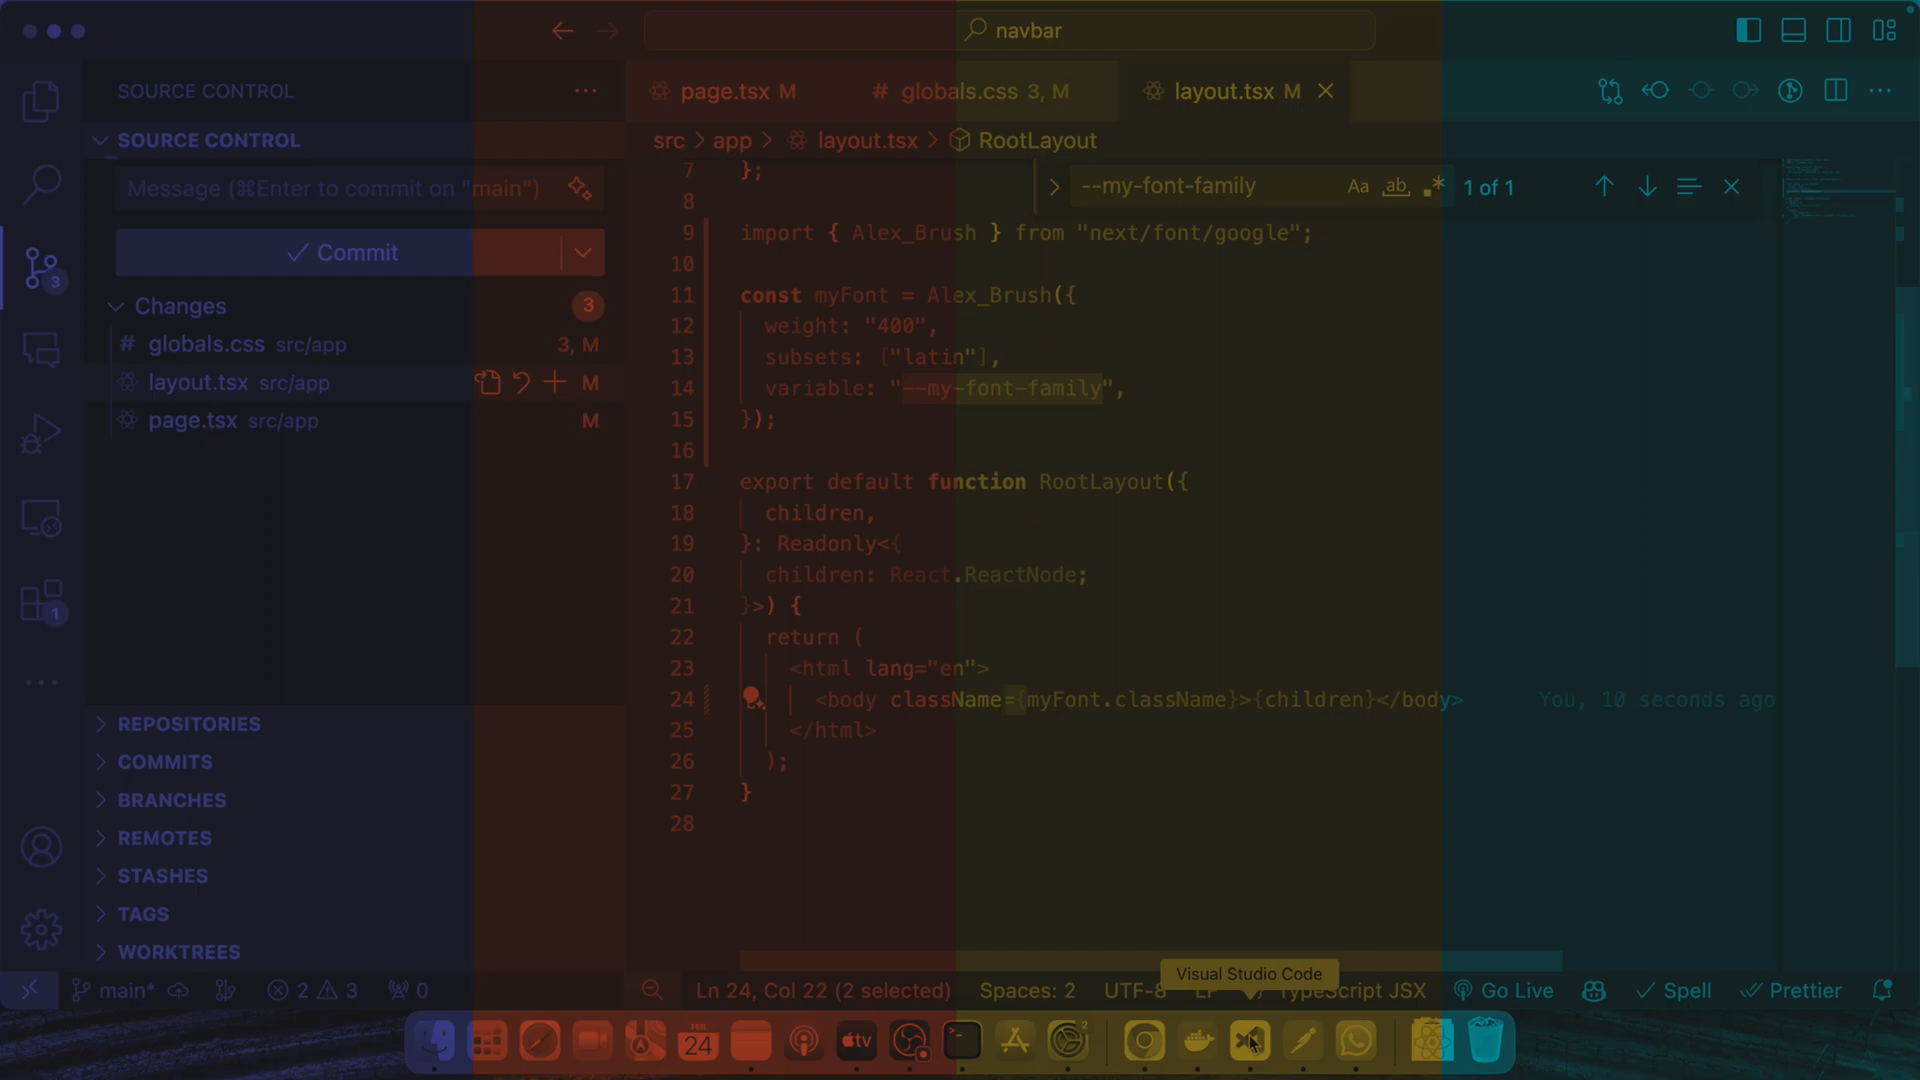 navbar
SOURCE CONTROL
page.tsx M
# globals.css 3, M
layout.tsx M
SOURCE CONTROL
src > app > layout.tsx > RootLayout
Message (⌘Enter to commit on "main")
Commit
Changes
3
# globals.css src/app 3, M
layout.tsx src/app M
page.tsx src/app M
3
1
REPOSITORIES
COMMITS
BRANCHES
REMOTES
STASHES
TAGS
WORKTREES
--my-font-family
Aa
ab
1 of 1
7 };
8
9 import { Alex_Brush } from "next/font/google";
10
11 const myFont = Alex_Brush({
12 weight: "400",
13 subsets: ["latin"],
14 variable: "--my-font-family",
15 });
16
17 export default function RootLayout({
18 children,
19 }: Readonly<{
20 children: React.ReactNode;
21 }>) {
22 return (
23 <html lang="en">
24 <body className={myFont.className}>{children}</body> You, 10 seconds ago
25 </html>
26 );
27 }
28
Visual Studio Code
main*
2
3
0
Ln 24, Col 22 (2 selected)
Spaces: 2
UTF-8
LF
TypeScript JSX
Go Live
Spell
Prettier
FEB
24
tv
2